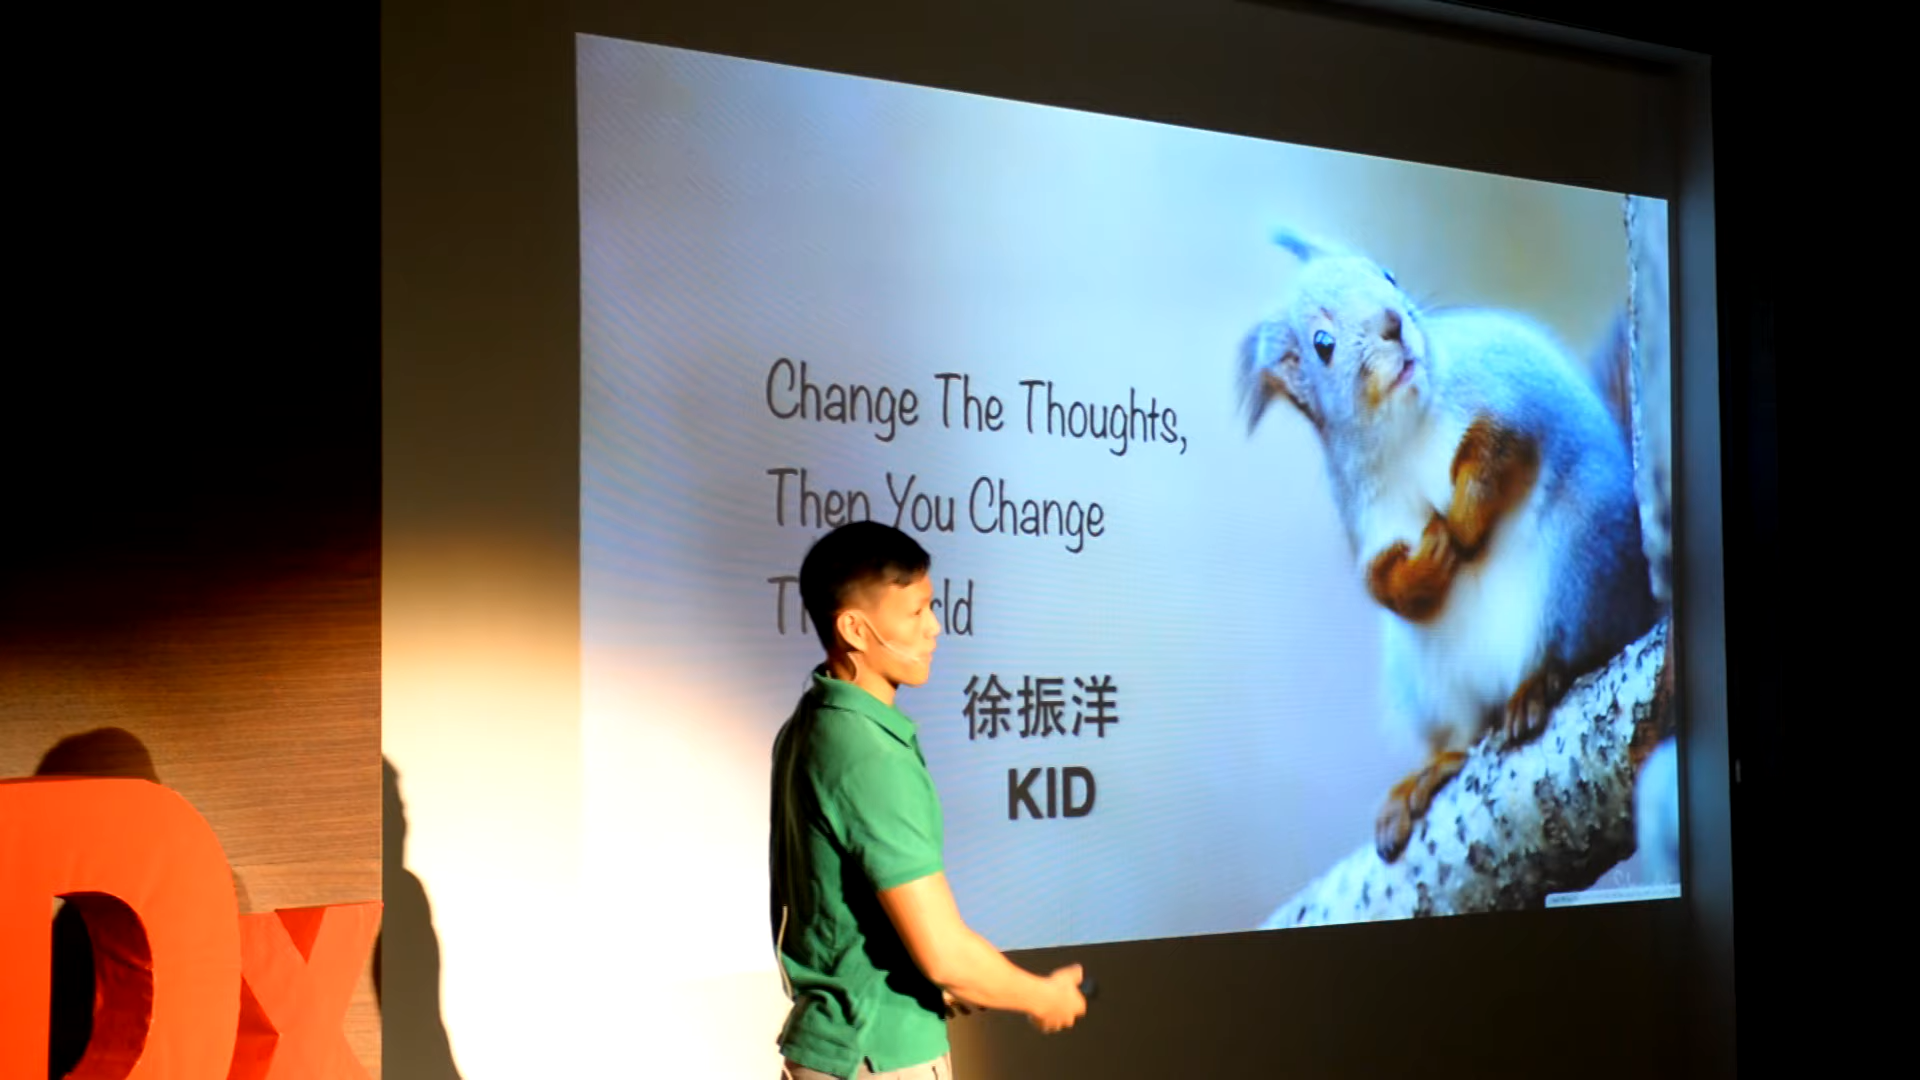 Change The Thoughts,
Then You Change
徐振洋
KID
Dx